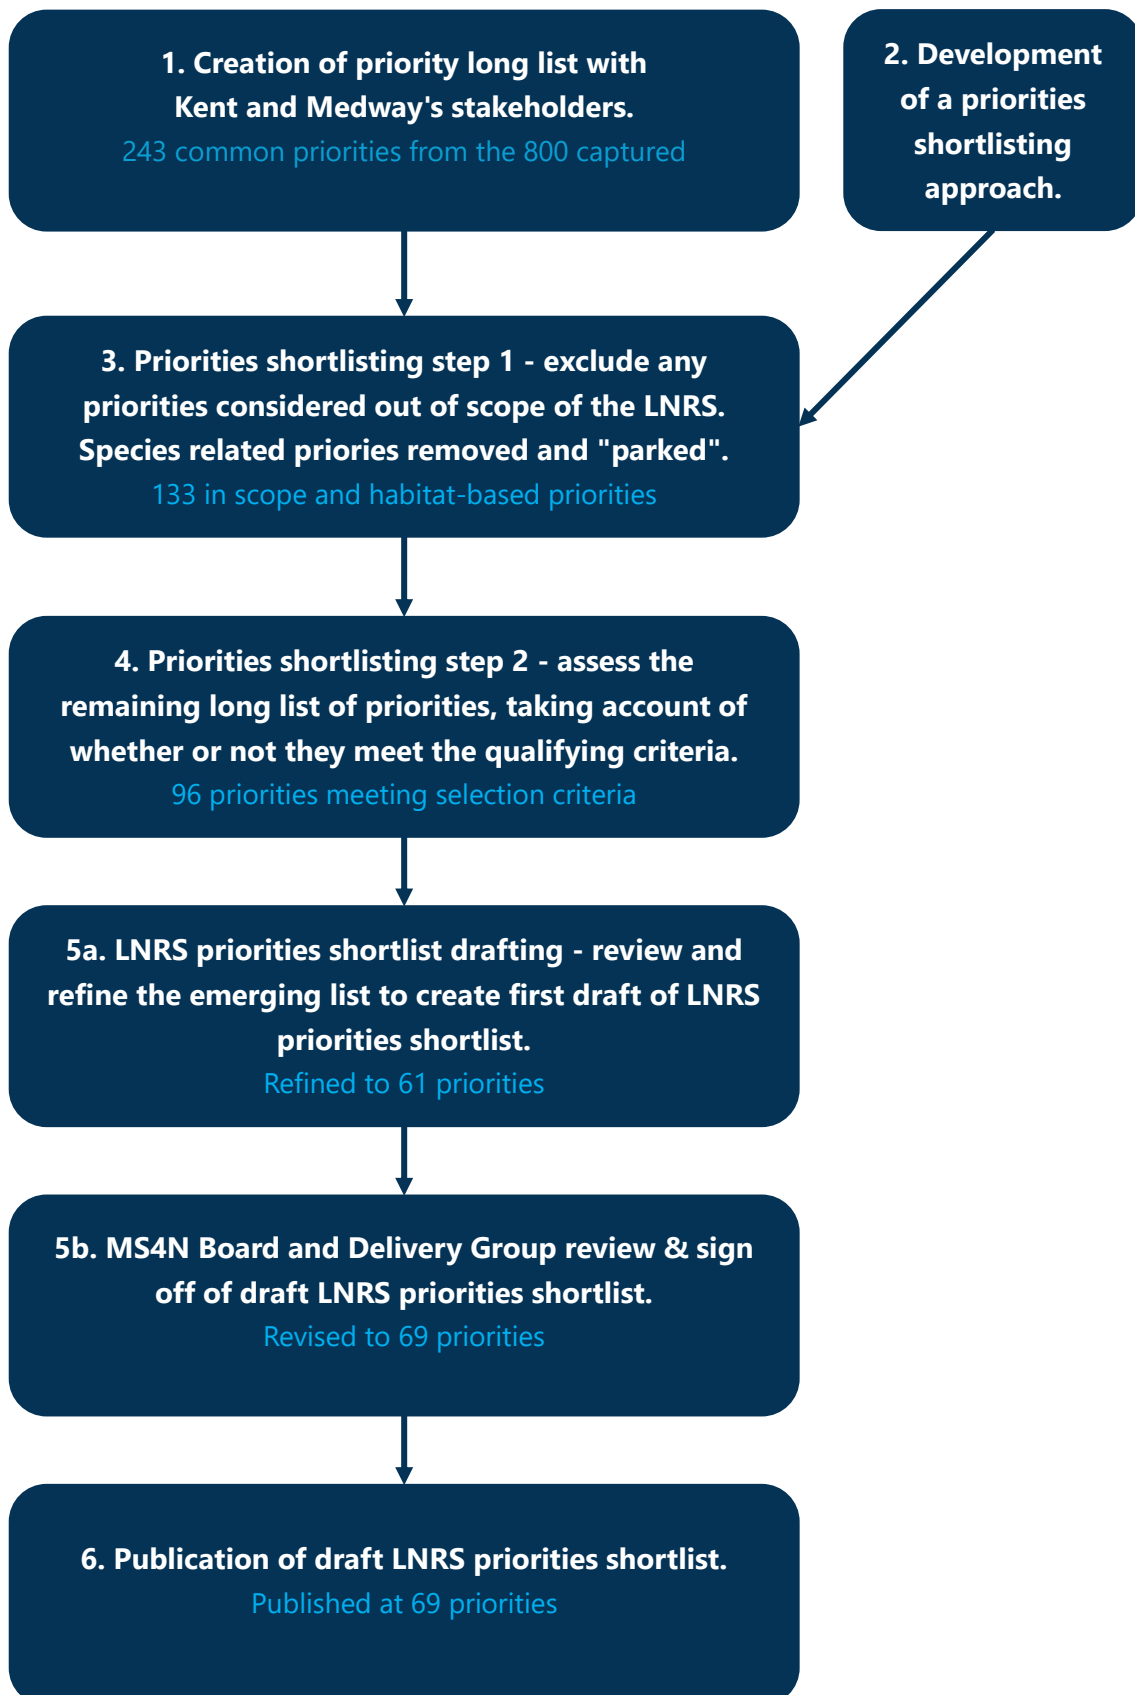 1. Creation of priority long list with
Kent and Medway's stakeholders.
243 common priorities from the 800 captured
2. Development
of a priorities
shortlisting
approach.
3. Priorities shortlisting step 1 - exclude any
priorities considered out of scope of the LNRS.
Species related priories removed and "parked".
133 in scope and habitat-based priorities
4. Priorities shortlisting step 2 - assess the
remaining long list of priorities, taking account of
whether or not they meet the qualifying criteria.
96 priorities meeting selection criteria
5a. LNRS priorities shortlist drafting - review and
refine the emerging list to create first draft of LNRS
priorities shortlist.
Refined to 61 priorities
5b. MS4N Board and Delivery Group review & sign
off of draft LNRS priorities shortlist.
Revised to 69 priorities
6. Publication of draft LNRS priorities shortlist.
Published at 69 priorities